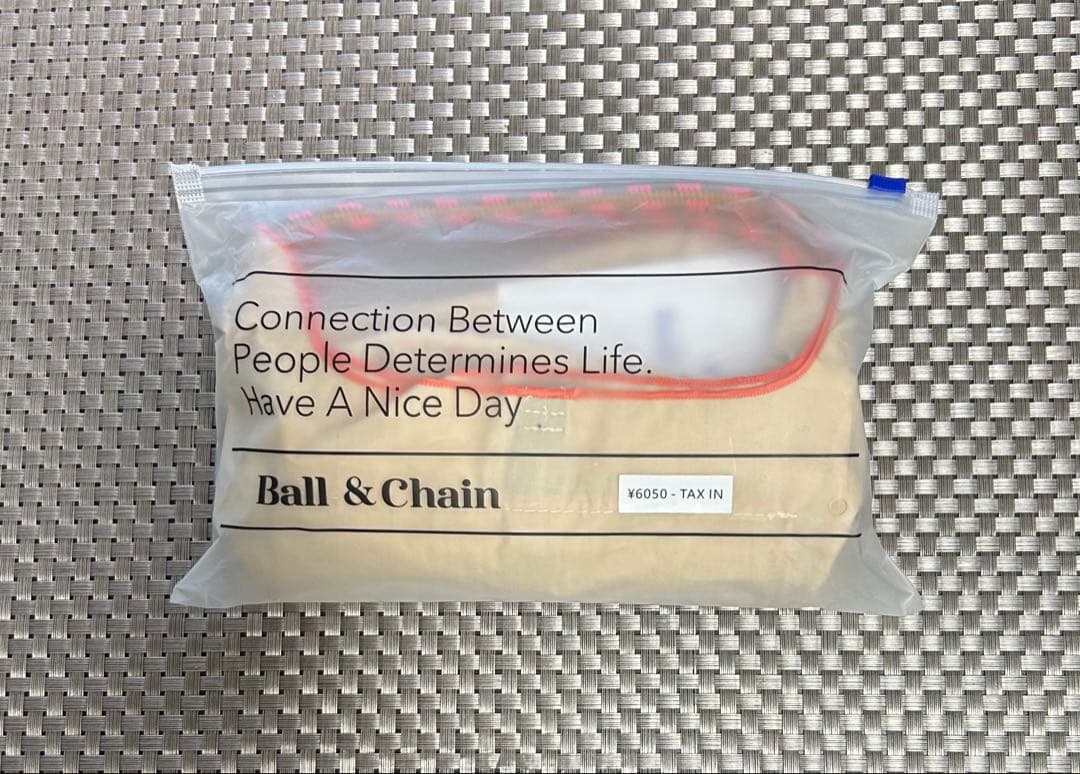 Connection Between
People Determines Life.
Have A Nice Day
Ball & Chain
¥6050 - TAX IN